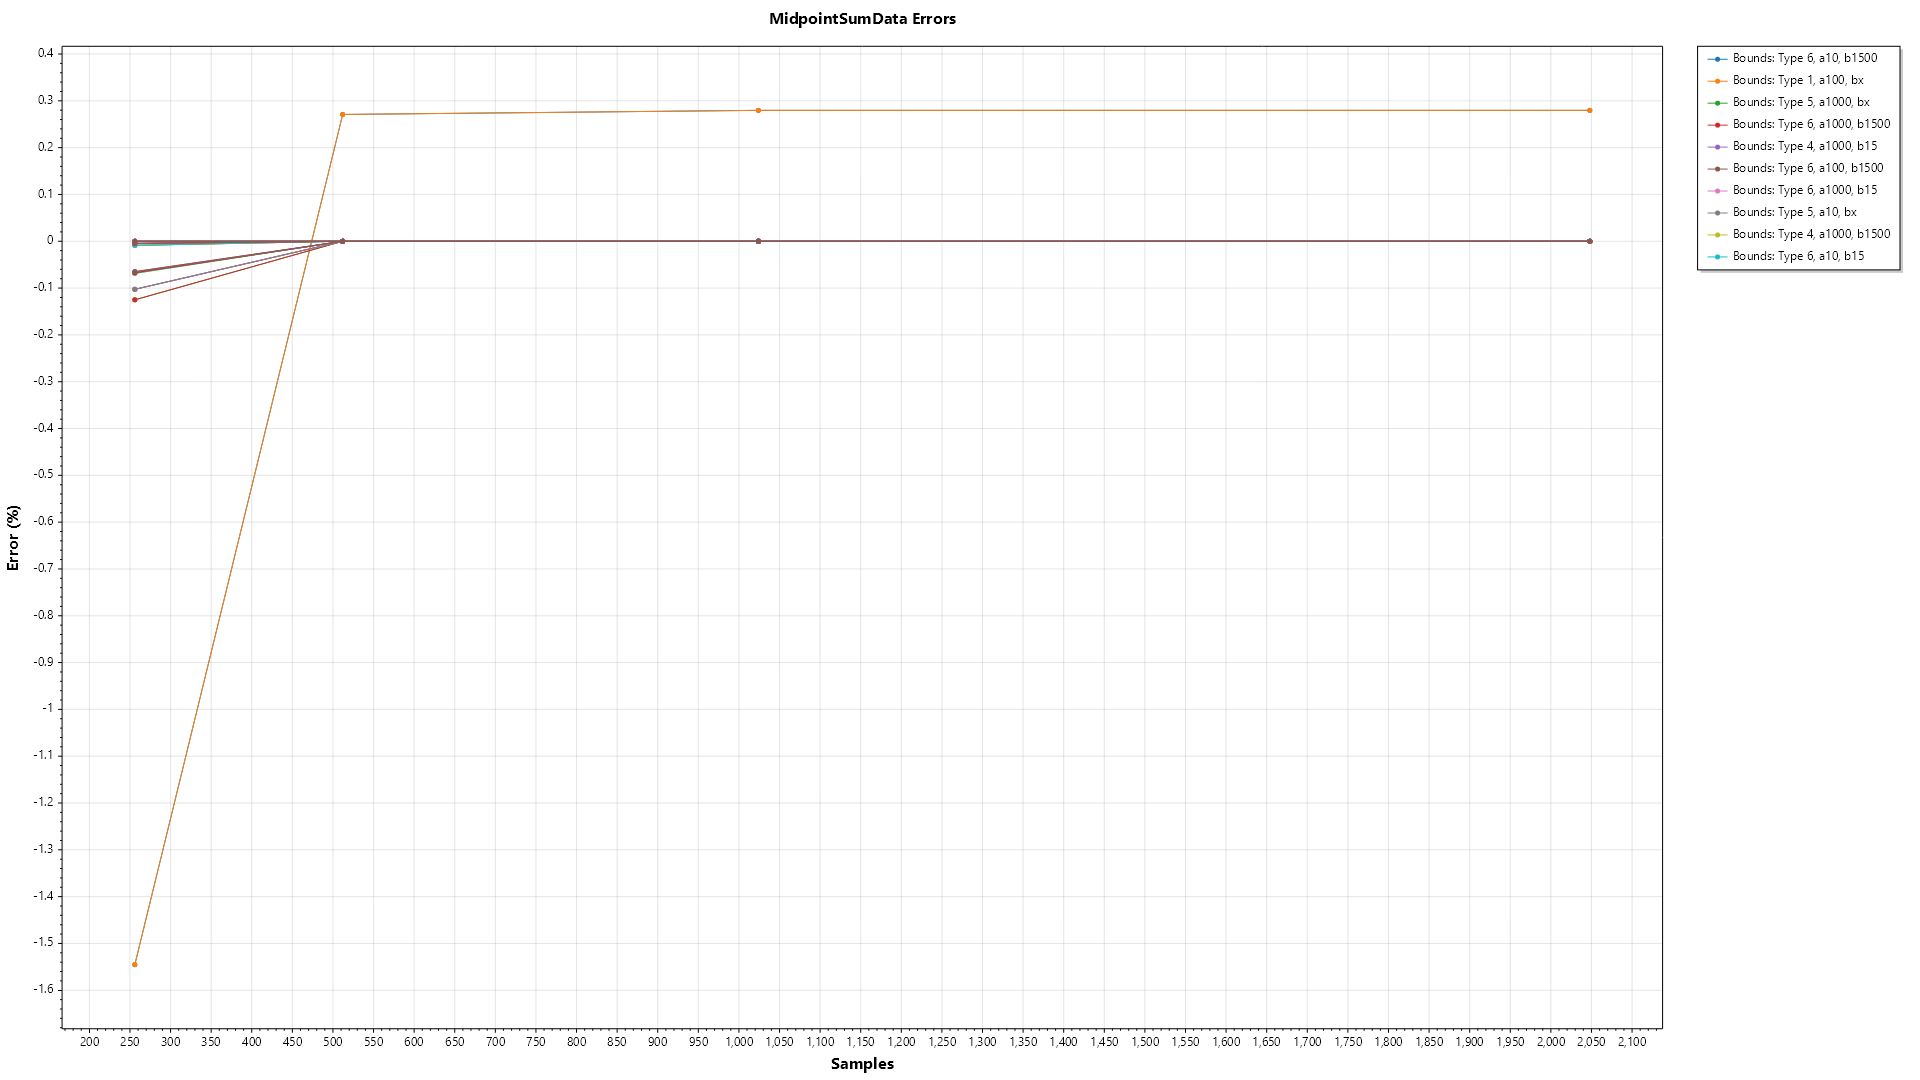 MidpointSumData Errors
0.4
0.3
0.2
0.1
0
-0.1
-0.2
-0.3
-0.4
-0.5
-0.6
-0.7
-0.8
-0.9
-1
-1.1
-1.2
-1.3
-1.4
-1.5
-1.6
Error (%)
200 250 300 350 400 450 500 550 600 650 700 750 800 850 900 950 1,000 1,050 1,100 1,150 1,200 1,250 1,300 1,350 1,400 1,450 1,500 1,550 1,600 1,650 1,700 1,750 1,800 1,850 1,900 1,950 2,000 2,050 2,100
Samples
Bounds: Type 6, a10, b1500
Bounds: Type 1, a100, bx
Bounds: Type 5, a1000, bx
Bounds: Type 6, a1000, b1500
Bounds: Type 4, a1000, b15
Bounds: Type 6, a100, b1500
Bounds: Type 6, a1000, b15
Bounds: Type 5, a10, bx
Bounds: Type 4, a1000, b1500
Bounds: Type 6, a10, b15